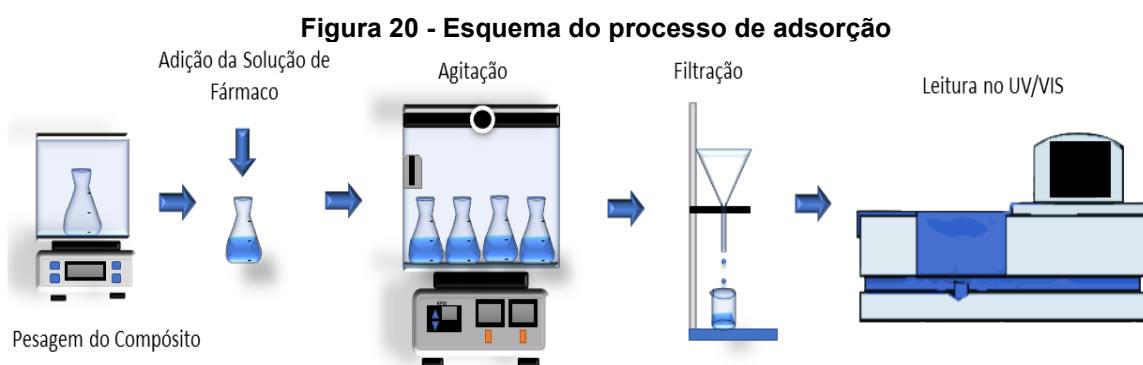 Figura 20 - Esquema do processo de adsorção
Adição da Solução de
Fármaco
Agitação
Filtração
Leitura no UV/VIS
Pesagem do Compósito